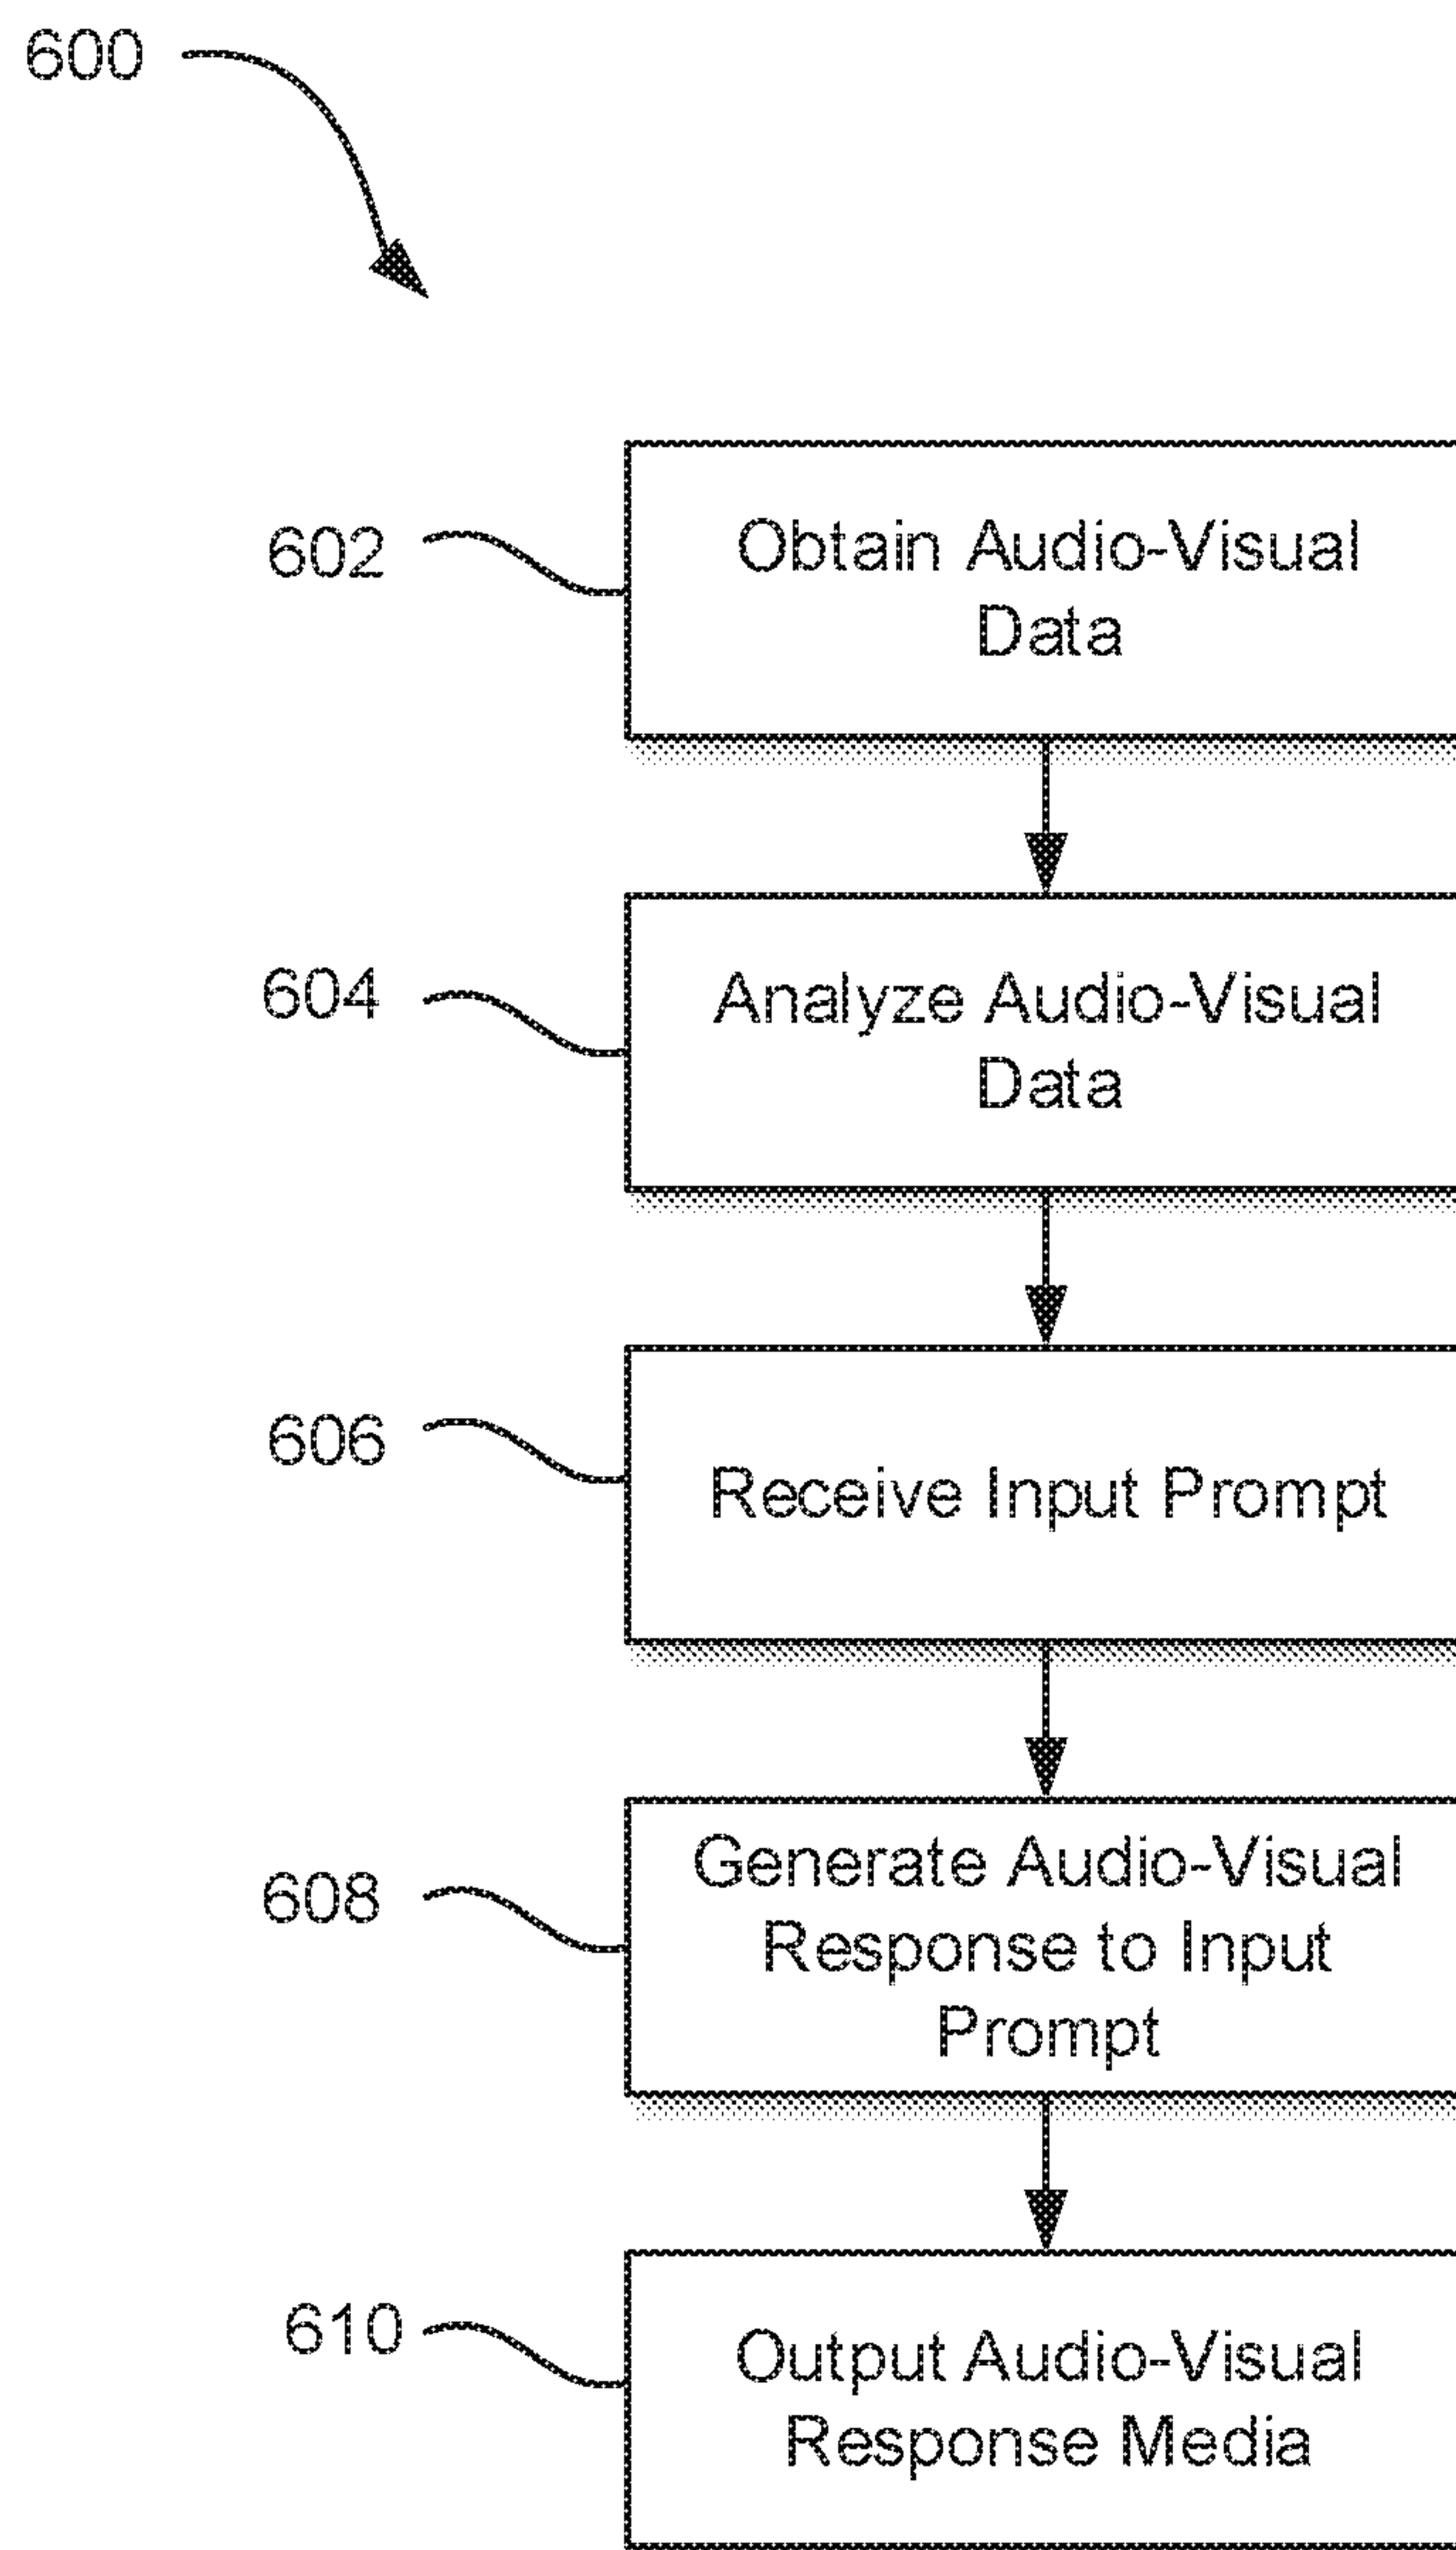 600
602
Obtain Audio-Visual
Data
604
Analyze Audio-Visual
Data
606
Receive Input Prompt
608
Generate Audio-Visual
Response to Input
Prompt
610
Output Audio-Visual
Response Media